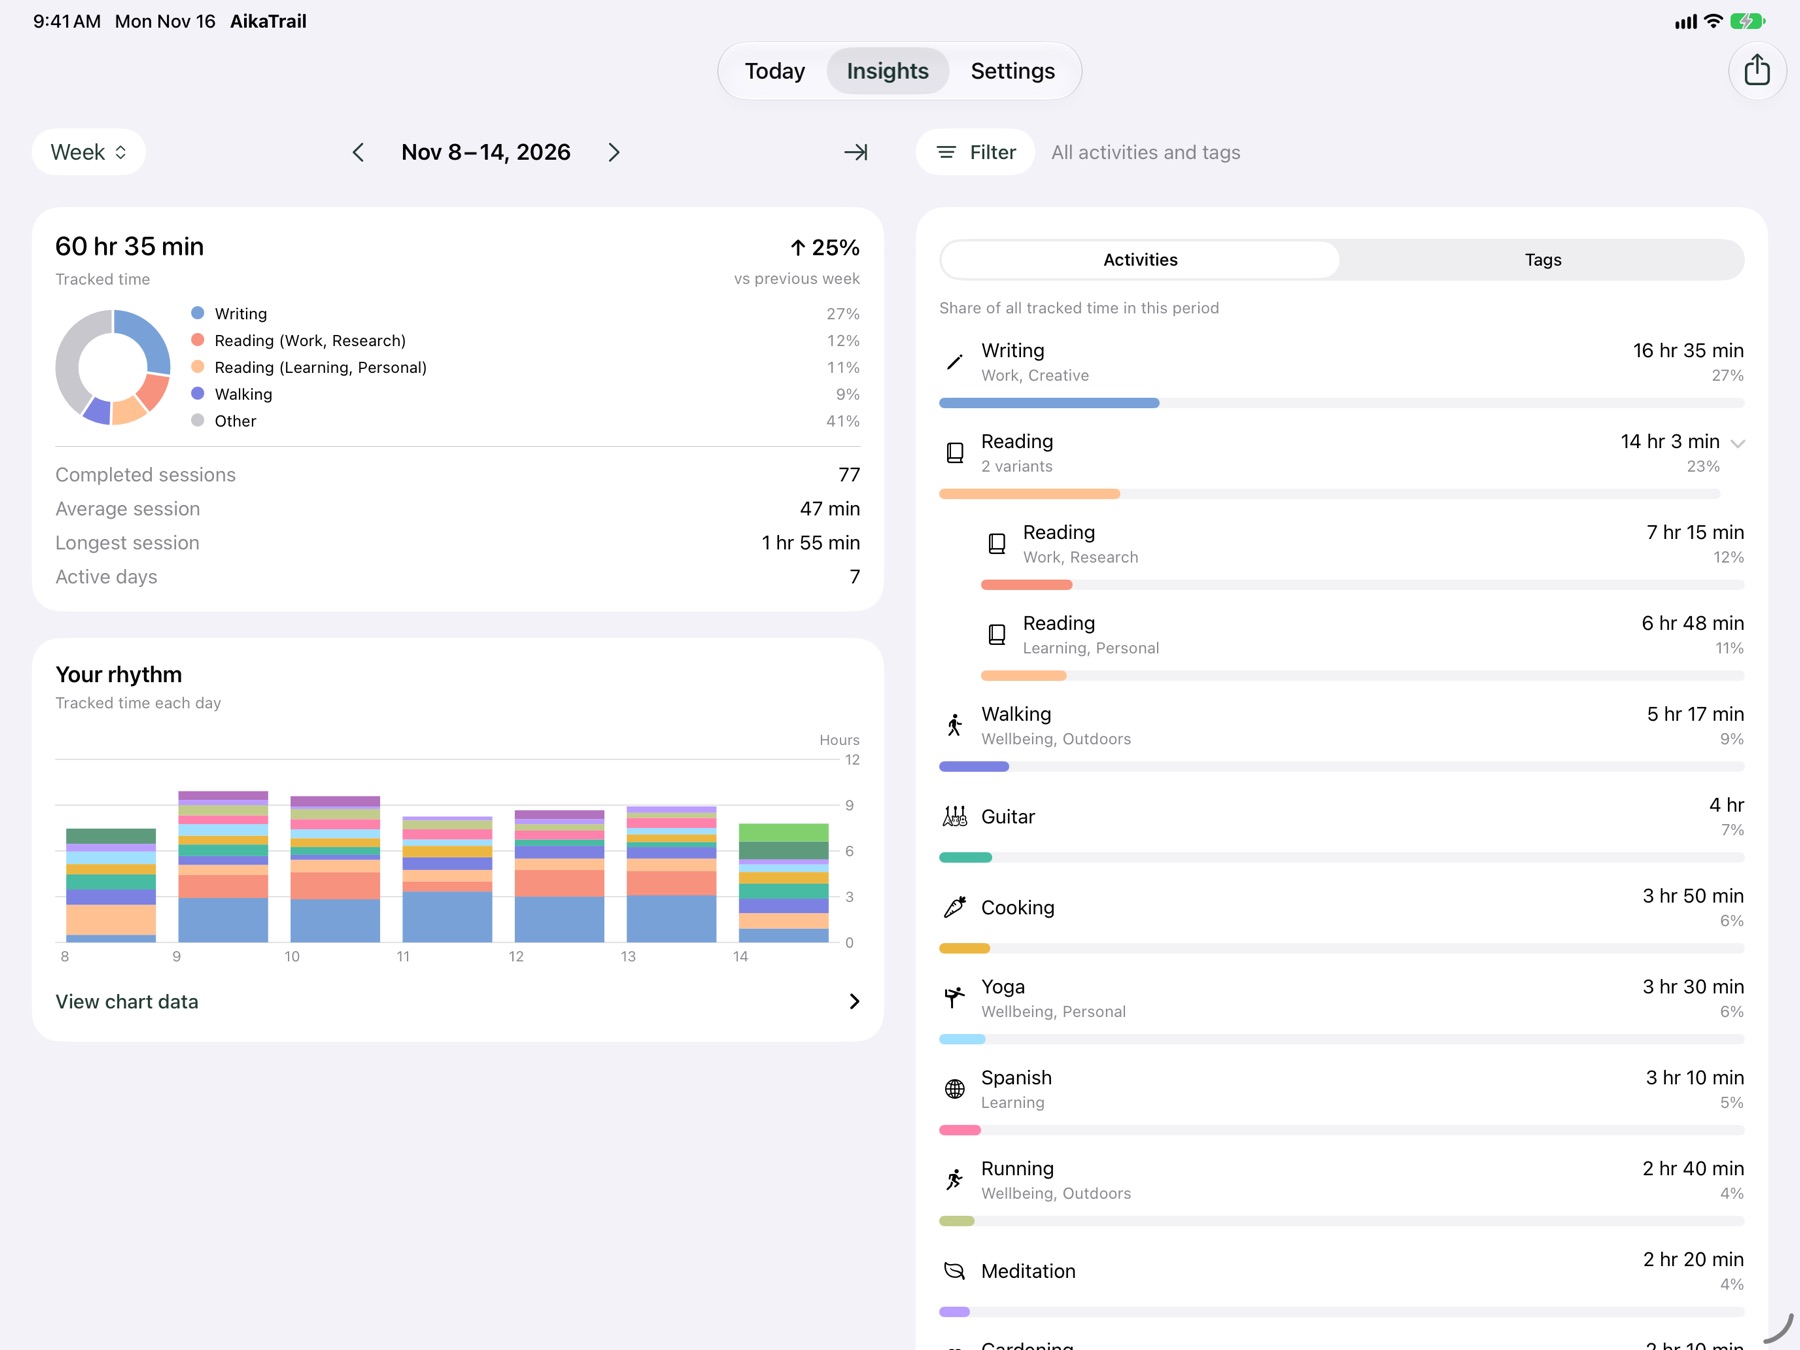 9:41 AM Mon Nov 16 AikaTrail
Today Insights Settings
Week
Nov 8–14, 2026
Filter All activities and tags
60 hr 35 min
↑ 25%
Tracked time
vs previous week
Writing 27%
Reading (Work, Research) 12%
Reading (Learning, Personal) 11%
Walking 9%
Other 41%
Completed sessions 77
Average session 47 min
Longest session 1 hr 55 min
Active days 7
Your rhythm
Tracked time each day
Hours
12
9
6
3
0
8 9 10 11 12 13 14
View chart data
Activities Tags
Share of all tracked time in this period
Writing 16 hr 35 min
Work, Creative 27%
Reading 14 hr 3 min
2 variants 23%
Reading 7 hr 15 min
Work, Research 12%
Reading 6 hr 48 min
Learning, Personal 11%
Walking 5 hr 17 min
Wellbeing, Outdoors 9%
Guitar 4 hr
7%
Cooking 3 hr 50 min
6%
Yoga 3 hr 30 min
Wellbeing, Personal 6%
Spanish 3 hr 10 min
Learning 5%
Running 2 hr 40 min
Wellbeing, Outdoors 4%
Meditation 2 hr 20 min
4%
Gardening 2 hr 10 min